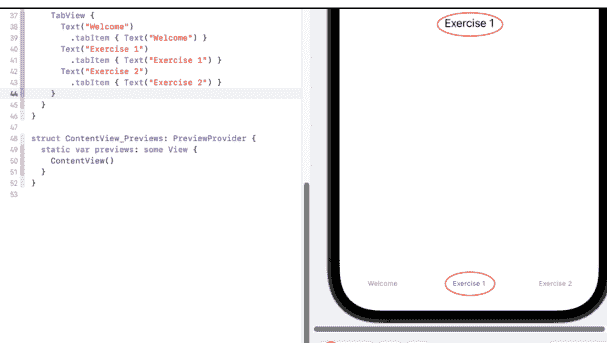 37 TabView {
38 Text("Welcome")
39 .tabItem { Text("Welcome") }
40 Text("Exercise 1")
41 .tabItem { Text("Exercise 1") }
42 Text("Exercise 2")
43 .tabItem { Text("Exercise 2") }
44 }
45 }
46 }
47
48 struct ContentView_Previews: PreviewProvider {
49 static var previews: some View {
50 ContentView()
51 }
52 }
53
Exercise 1
Welcome Exercise 1 Exercise 2